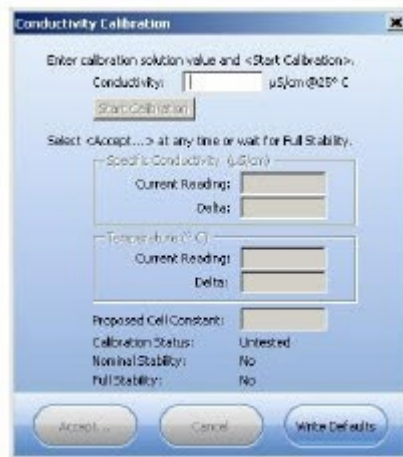 Conductivity Calibration
Enter calibration solution value and <Start Calibration>.
Conductivity: µS/cm @25° C
Start Calibration
Select <Accept...> at any time or wait for Full Stability.
Specific Conductivity (µS/cm)
Current Reading:
Delta:
Temperature (° C)
Current Reading:
Delta:
Proposed Cell Constant:
Calibration Status: Untested
Nominal Stability: No
Full Stability: No
Accept... Cancel Write Defaults